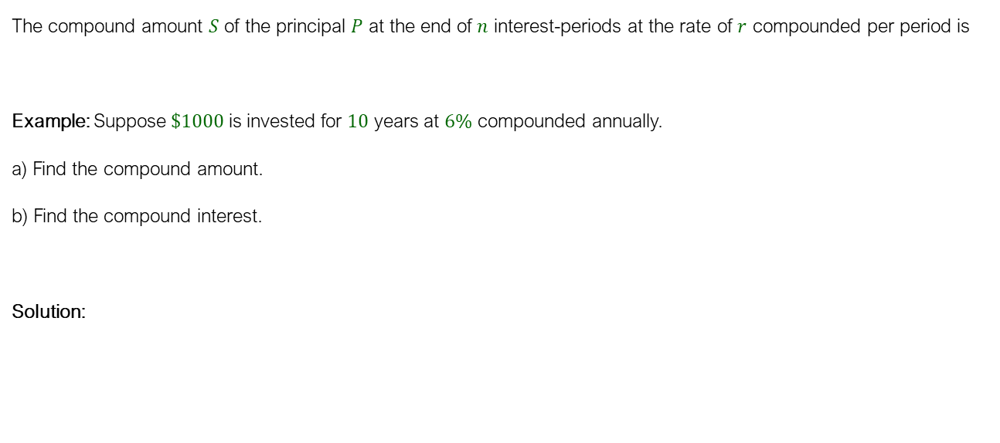 The compound amount S of the principal P at the end of n interest-periods at the rate of r compounded per period is
Example: Suppose $1000 is invested for 10 years at 6% compounded annually.
a) Find the compound amount.
b) Find the compound interest.
Solution: